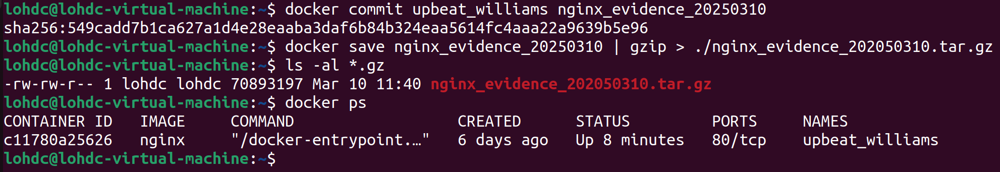 lohdc@lohdc-virtual-machine:~$ docker commit upbeat_williams nginx_evidence_20250310
sha256:549cadd7b1ca627a1d4e28eaaba3daf6b84b324eaa5614fc4aaa22a9639b5e96
lohdc@lohdc-virtual-machine:~$ docker save nginx_evidence_20250310 | gzip > ./nginx_evidence_202050310.tar.gz
lohdc@lohdc-virtual-machine:~$ ls -al *.gz
-rw-rw-r-- 1 lohdc lohdc 70893197 Mar 10 11:40 nginx_evidence_202050310.tar.gz
lohdc@lohdc-virtual-machine:~$ docker ps
CONTAINER ID   IMAGE     COMMAND                  CREATED      STATUS         PORTS     NAMES
c11780a25626   nginx     "/docker-entrypoint.…"   6 days ago   Up 8 minutes   80/tcp    upbeat_williams
lohdc@lohdc-virtual-machine:~$